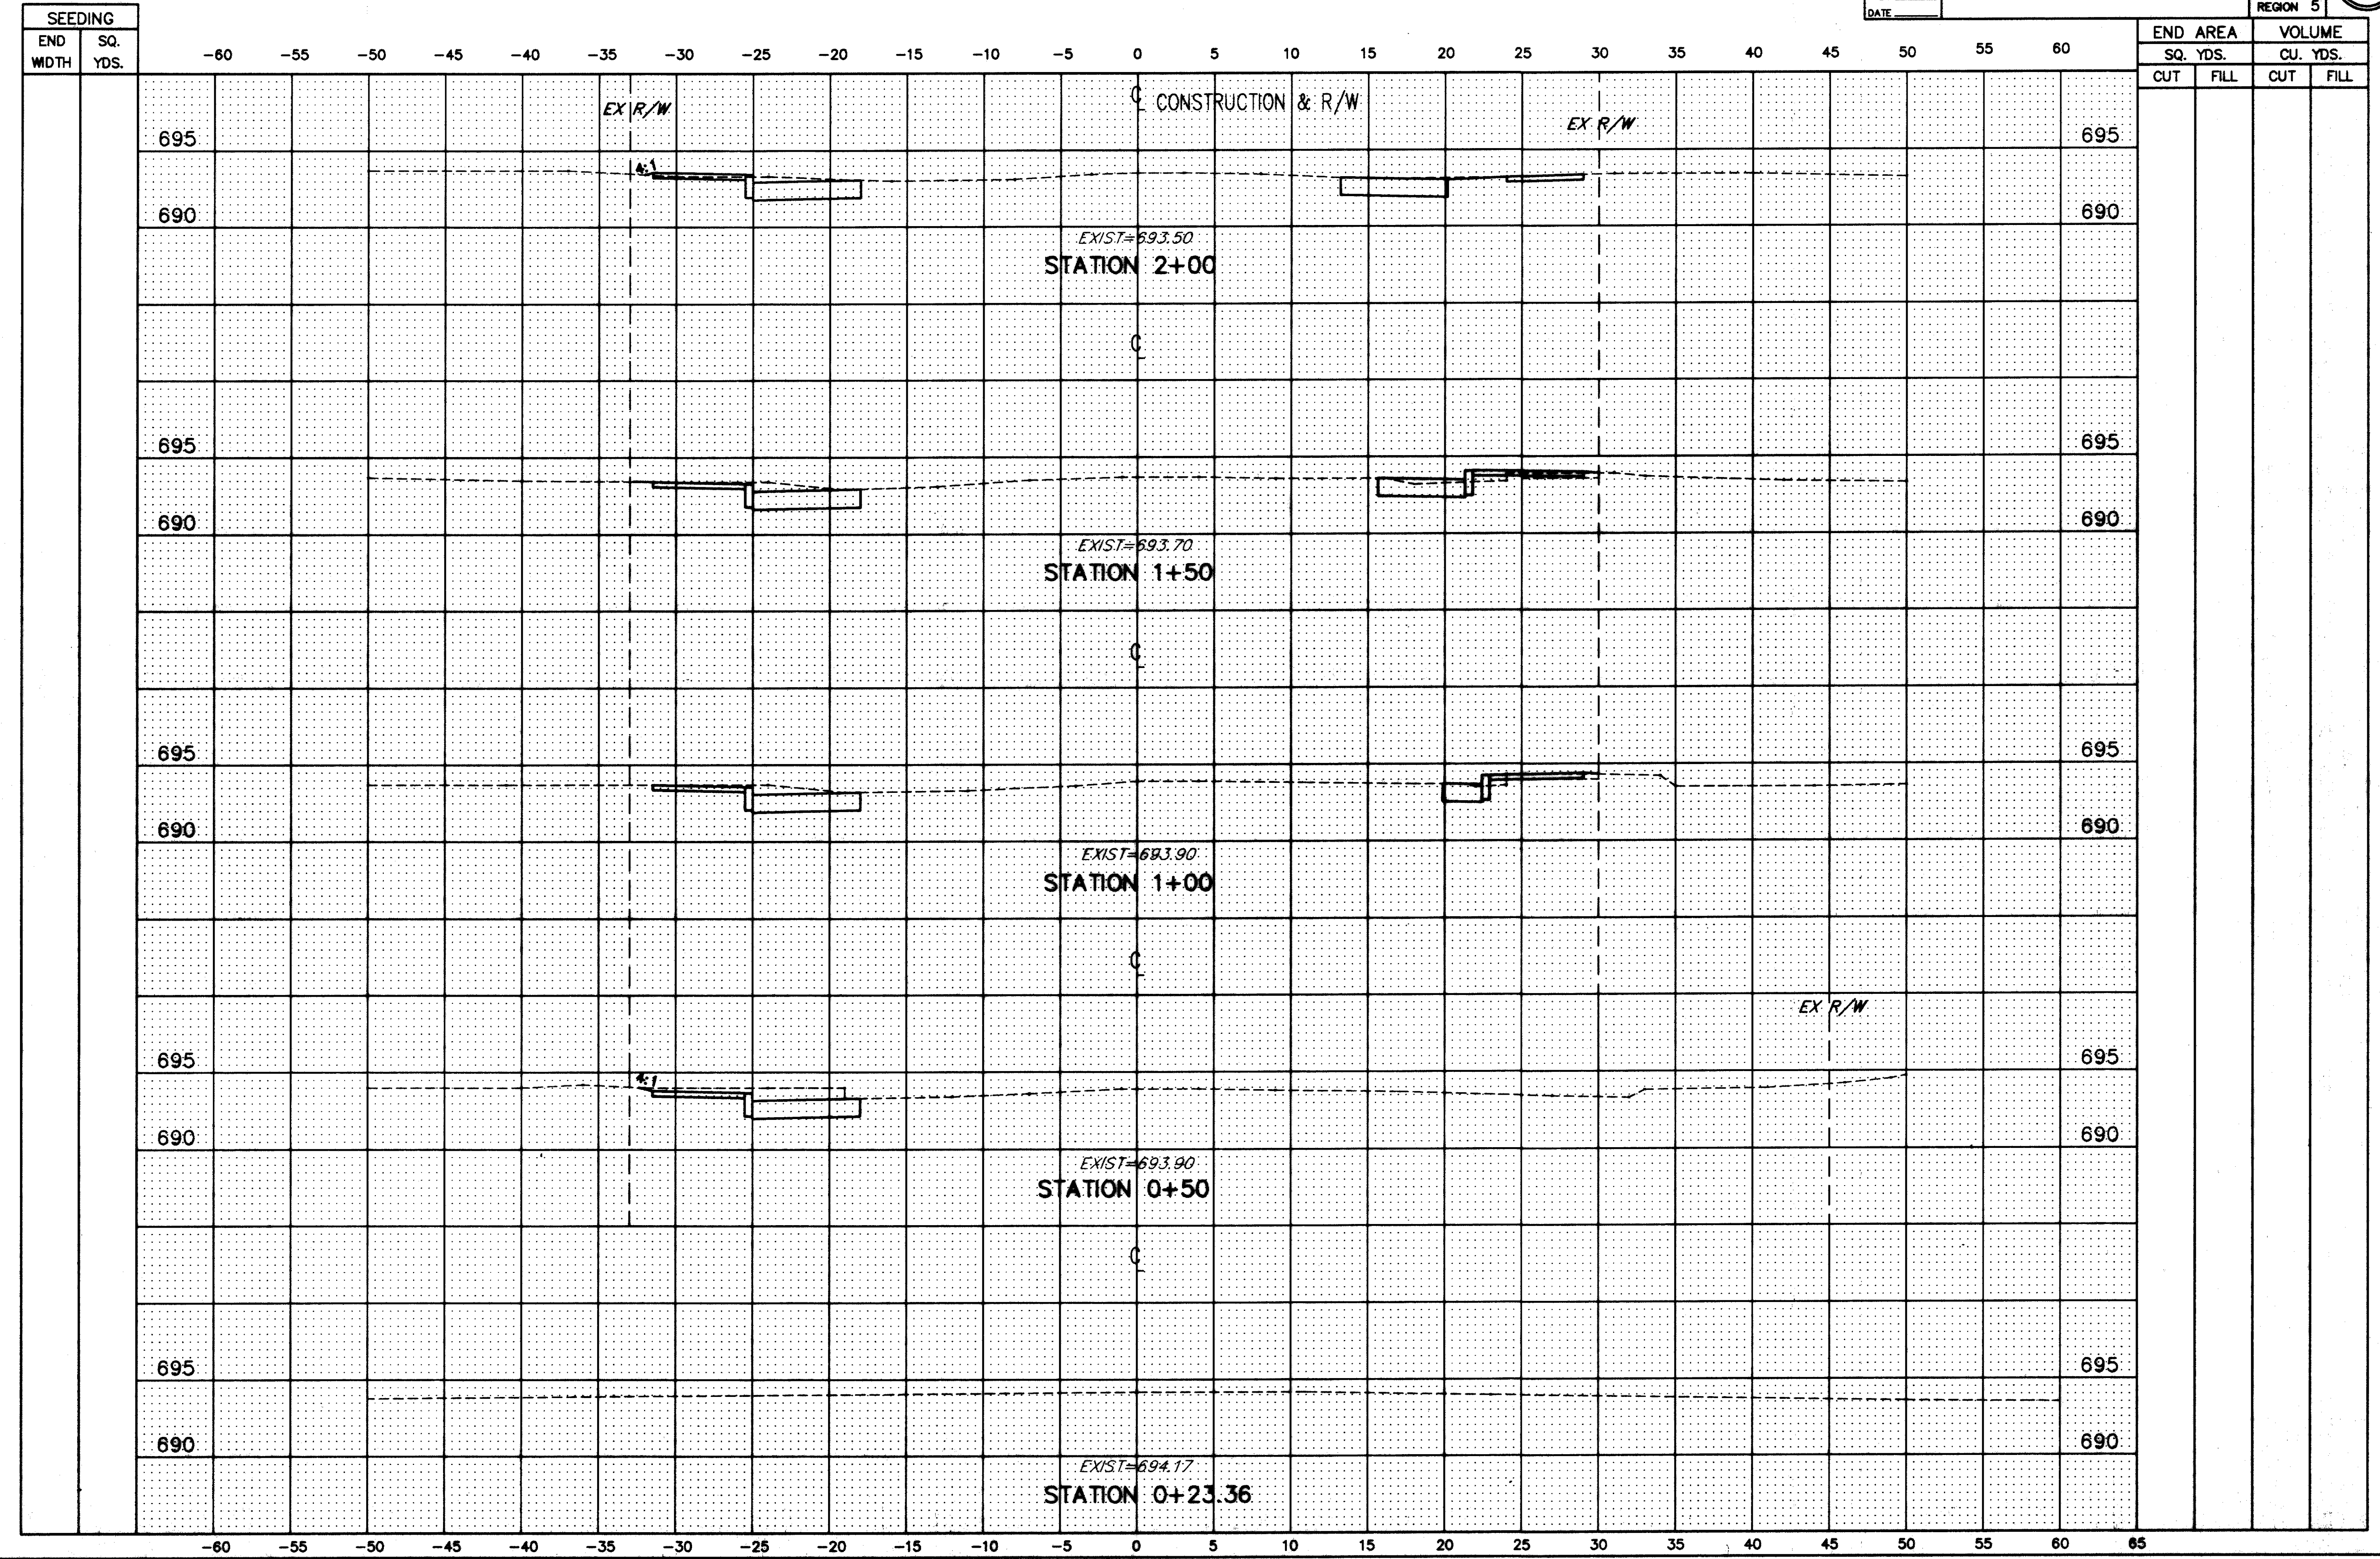 DATE
REGION 5
SEEDING
END WIDTH SQ. YDS.
END AREA VOLUME
SQ. YDS. CU. YDS.
CUT FILL CUT FILL
-60 -55 -50 -45 -40 -35 -30 -25 -20 -15 -10 -5 0 5 10 15 20 25 30 35 40 45 50 55 60
℄ CONSTRUCTION & R/W
EX R/W
EX R/W
695 695
4:1
690 690
EXIST=693.50
STATION 2+00
℄
695 695
690 690
EXIST=693.70
STATION 1+50
℄
695 695
690 690
EXIST=693.90
STATION 1+00
℄
EX R/W
695 695
4:1
690 690
EXIST=693.90
STATION 0+50
℄
695 695
690 690
EXIST=694.17
STATION 0+23.36
-60 -55 -50 -45 -40 -35 -30 -25 -20 -15 -10 -5 0 5 10 15 20 25 30 35 40 45 50 55 60 65